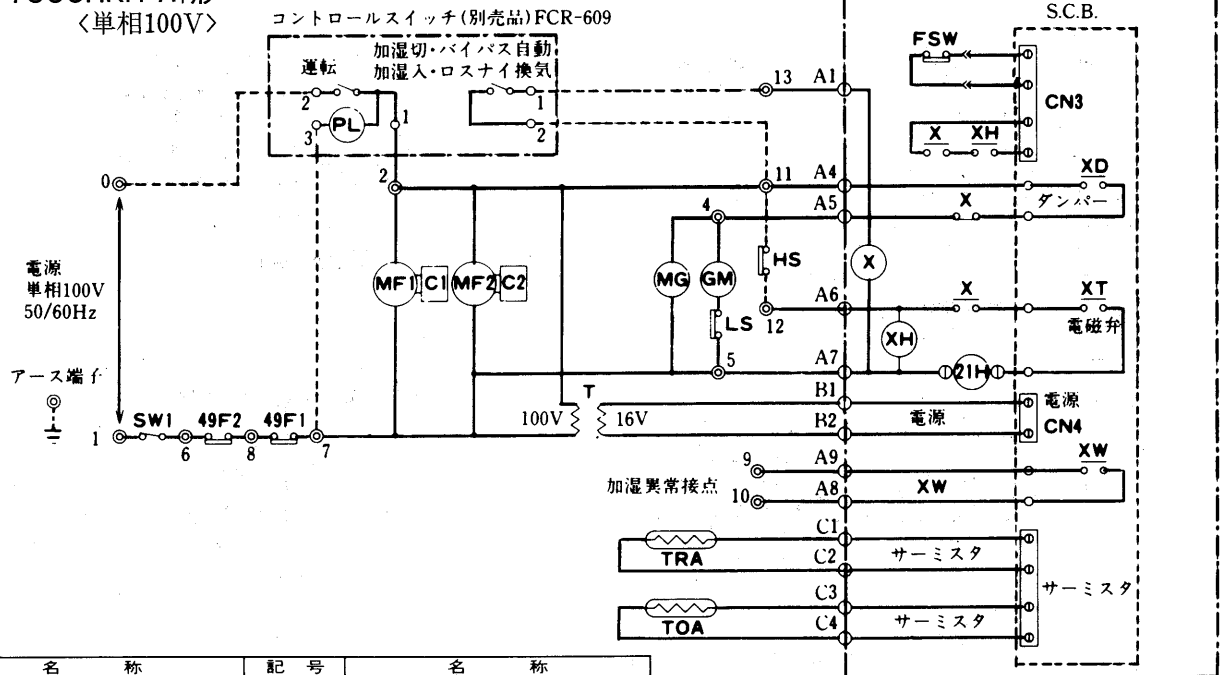 〈単相100V〉
コントロールスイッチ(別売品)FCR-609
S.C.B.
運転
加湿切・バイパス自動
加湿入・ロスナイ換気
2
1
3
PL
1
2
13
A1
FSW
CN3
X
XH
0
2
11
A4
XD
ダンパー
4
A5
X
電源
単相100V
50/60Hz
MF1
C1
MF2
C2
MG
GM
HS
X
LS
12
A6
X
XT
電磁弁
XH
5
A7
21H
アース端子
T
B1
電源
100V
16V
B2
電源
CN4
1
SW1
6
49F2
8
49F1
7
9
A9
XW
加湿異常接点
10
A8
XW
C1
TRA
C2
サーミスタ
サーミスタ
C3
TOA
C4
サーミスタ
名称
記号
名称